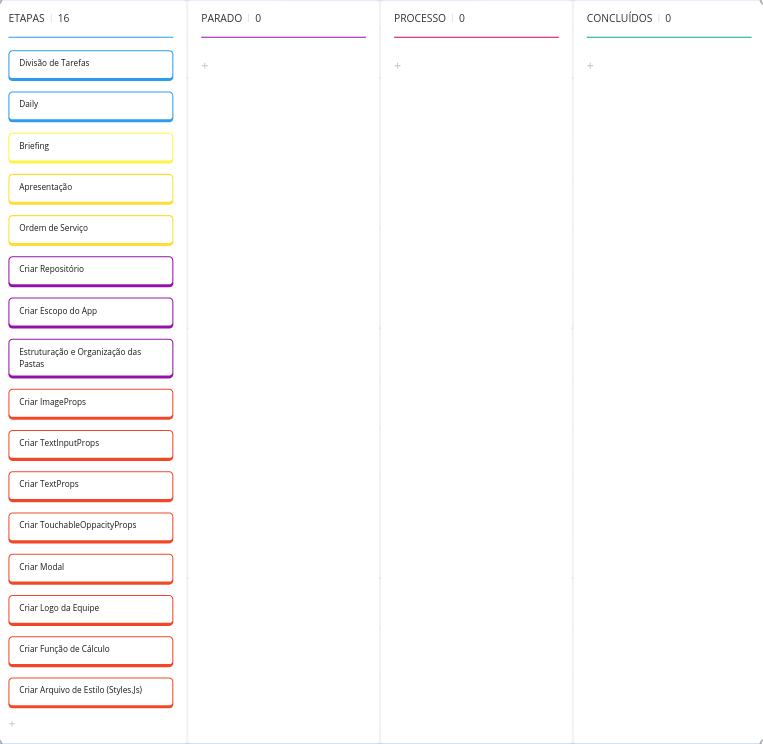 ETAPAS 16
PARADO 0
PROCESSO 0
CONCLUÍDOS 0
Divisão de Tarefas
Daily
Briefing
Apresentação
Ordem de Serviço
Criar Repositório
Criar Escopo do App
Estruturação e Organização das
Pastas
Criar ImageProps
Criar TextInputProps
Criar TextProps
Criar TouchableOppacityProps
Criar Modal
Criar Logo da Equipe
Criar Função de Cálculo
Criar Arquivo de Estilo (Styles.Js)